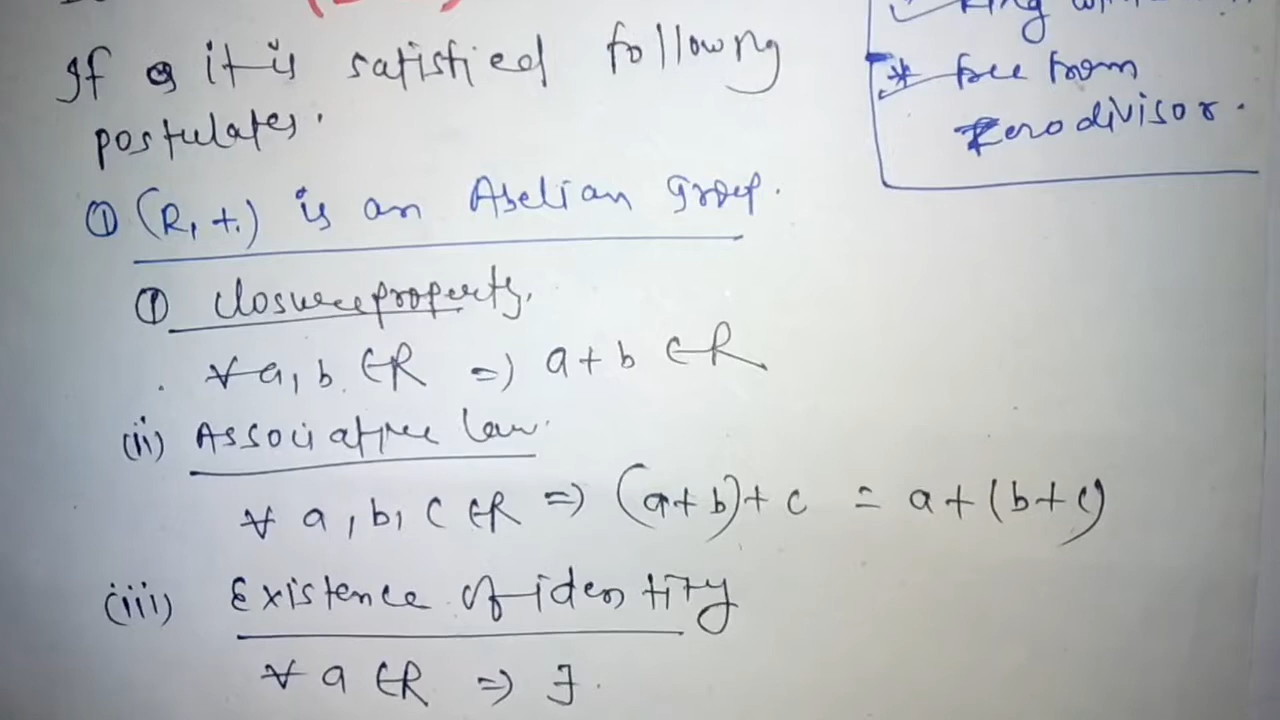 If it is satisfied following
postulates.
① (R, +.) is an Abelian Group.
① closure property.
∀ a, b ∈ R ⇒ a + b ∈ R
(ii) Associative law.
∀ a, b, c ∈ R ⇒ (a + b) + c = a + (b + c)
(iii) Existence of identity
∀ a ∈ R ⇒ ∃.
* free from
zero divisor.